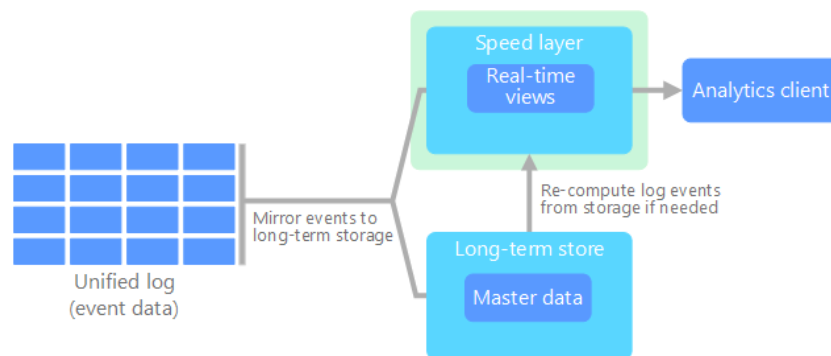 Speed layer
Real-time
views
Analytics client
Re-compute log events
from storage if needed
Mirror events to
long-term storage
Long-term store
Master data
Unified log
(event data)